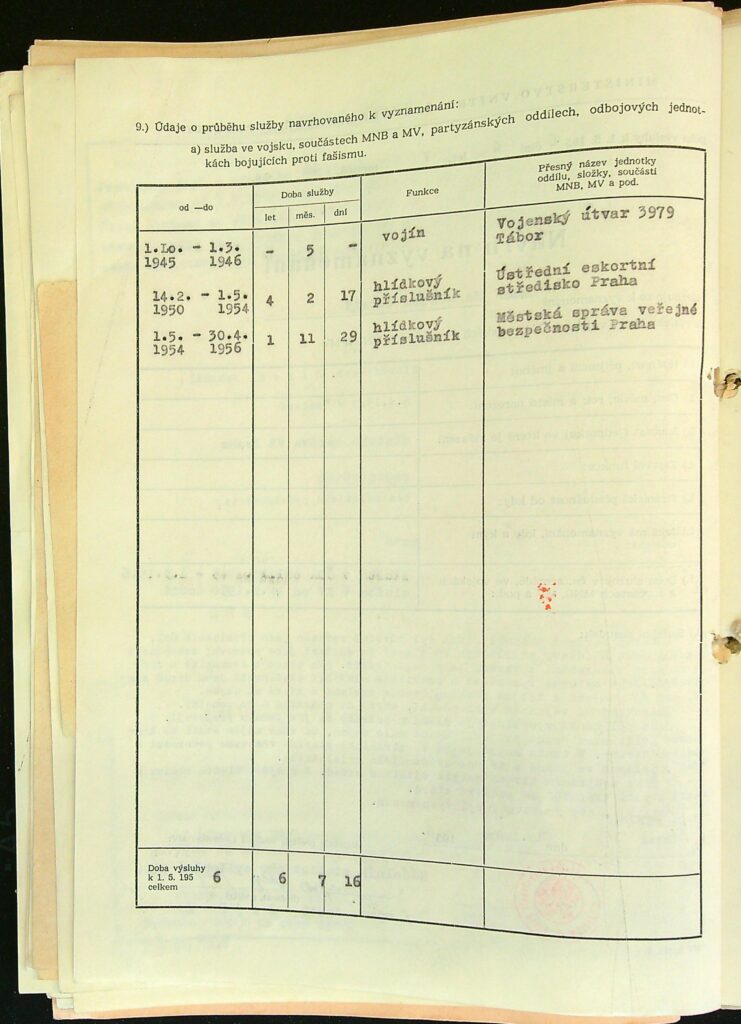 9.) Údaje o průběhu služby navrhovaného k vyznamenání:
a) služba ve vojsku, součástech MNB a MV, partyzánských oddílech, odbojových jednot-
kách bojujících proti fašismu.
od —do
Doba služby
let měs. dní
Funkce
Přesný název jednotky
oddílu, složky, součásti
MNB, MV a pod.
1.Lo. - 1.3. - 5 - vojín Vojenský útvar 3979
1945 1946 Tábor
14.2. - 1.5. 4 2 17 hlídkový Ústřední eskortní
1950 1954 příslušník středisko Praha
1.5. - 30.4. 1 11 29 hlídkový Městská správa veřejné
1954 1956 příslušník bezpečnosti Praha
Doba výsluhy
k 1. 5. 195 6 6 7 16
celkem